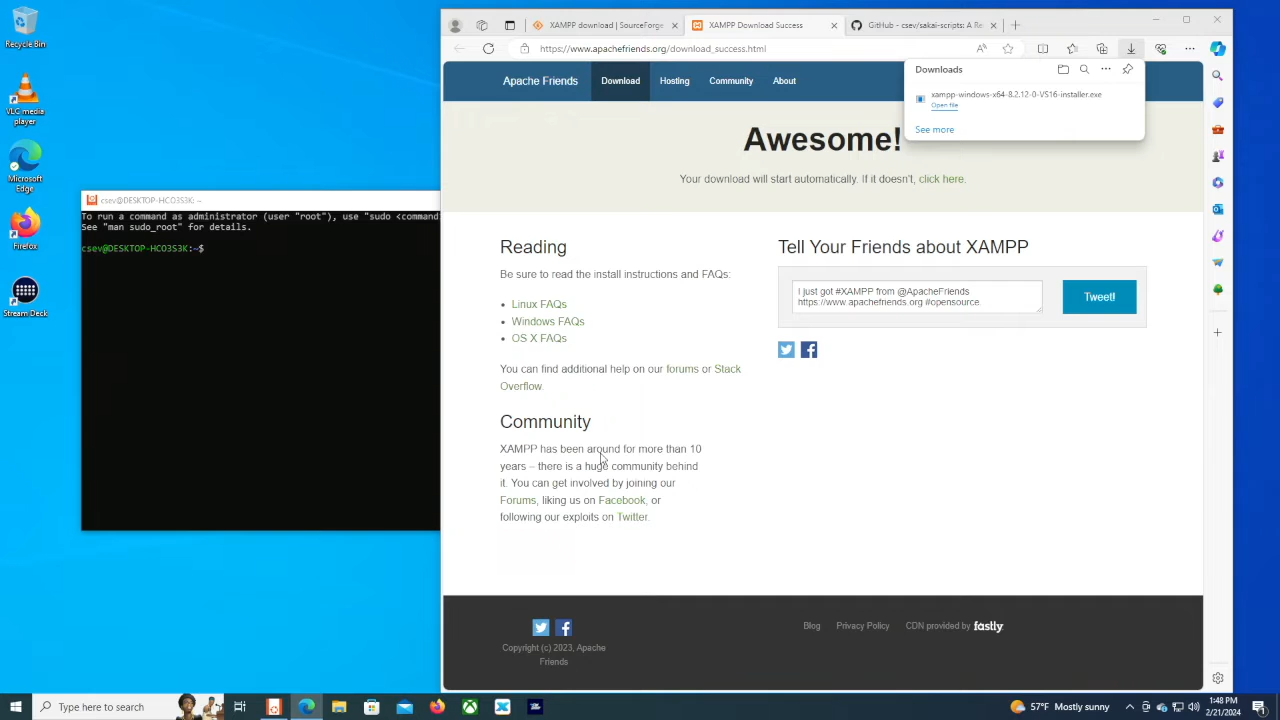 Recycle Bin
VLC media
player
Microsoft
Edge
Firefox
Stream Deck
csev@DESKTOP-HCO3S3K: ~
To run a command as administrator (user "root"), use "sudo <command
See "man sudo_root" for details.
csev@DESKTOP-HCO3S3K:~$
XAMPP download | SourceForge
XAMPP Download Success
GitHub - csev/sakai-scripts: A Re
https://www.apachefriends.org/download_success.html
Apache Friends
Download
Hosting
Community
About
Downloads
xampp-windows-x64-8.2.12-0-VS16-installer.exe
Open file
See more
Awesome!
Your download will start automatically. If it doesn't, click here.
Reading
Be sure to read the install instructions and FAQs:
Linux FAQs
Windows FAQs
OS X FAQs
You can find additional help on our forums or Stack
Overflow.
Community
XAMPP has been around for more than 10
years – there is a huge community behind
it. You can get involved by joining our
Forums, liking us on Facebook, or
following our exploits on Twitter.
Tell Your Friends about XAMPP
I just got #XAMPP from @ApacheFriends
https://www.apachefriends.org #opensource
Tweet!
Copyright (c) 2023, Apache
Friends
Blog
Privacy Policy
CDN provided by fastly
Type here to search
57°F Mostly sunny
1:48 PM
2/21/2024